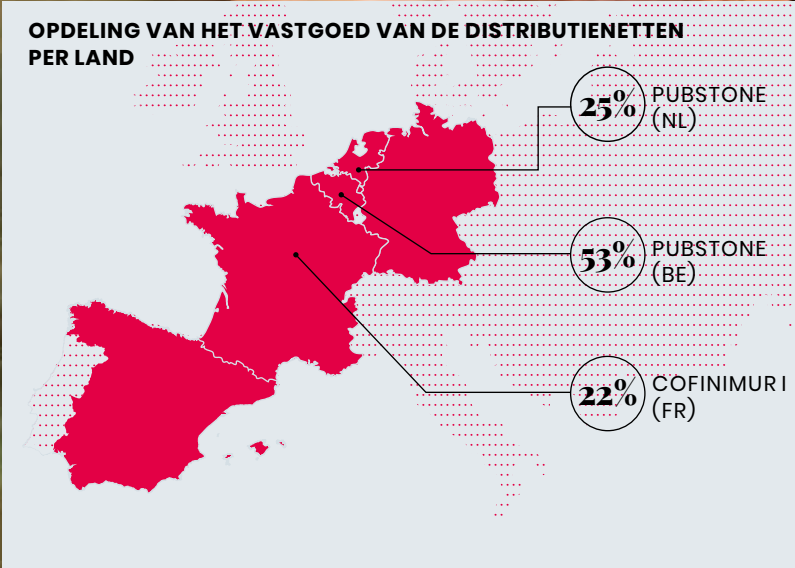 OPDELING VAN HET VASTGOED VAN DE DISTRIBUTIENETTEN
PER LAND
25% PUBSTONE
(NL)
53% PUBSTONE
(BE)
22% COFINIMUR I
(FR)